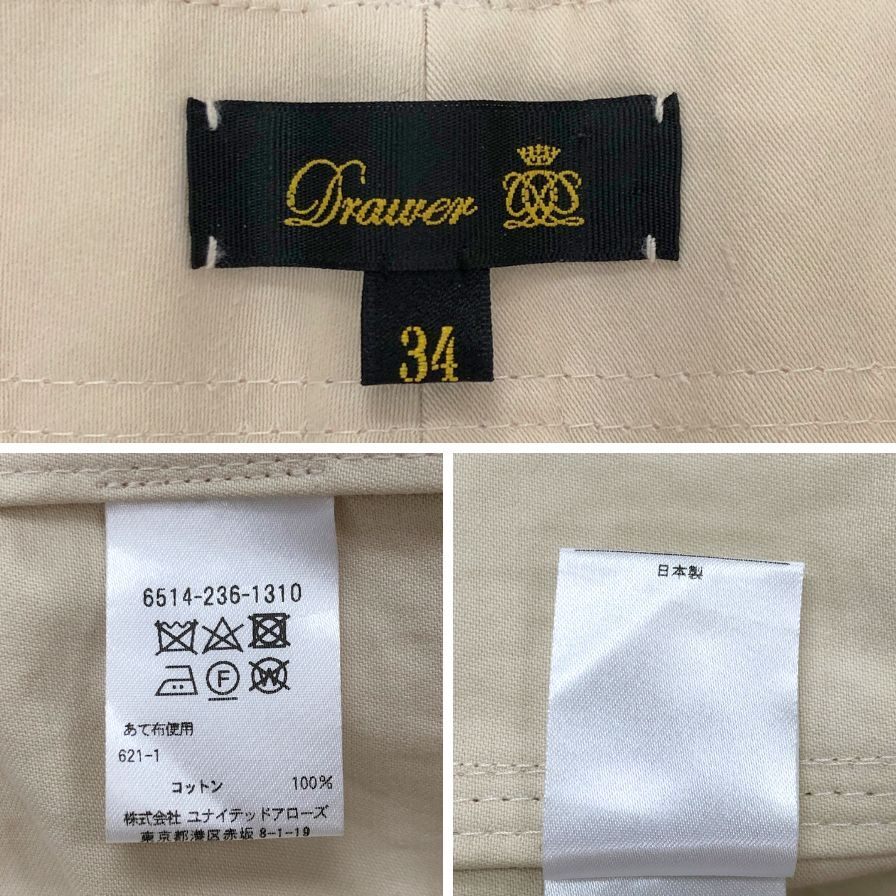 Drawer
34
6514-236-1310
F
W
あて布使用
621-1
コットン 100%
株式会社 ユナイテッドアローズ
東京都港区赤坂 8-1-19
日本製